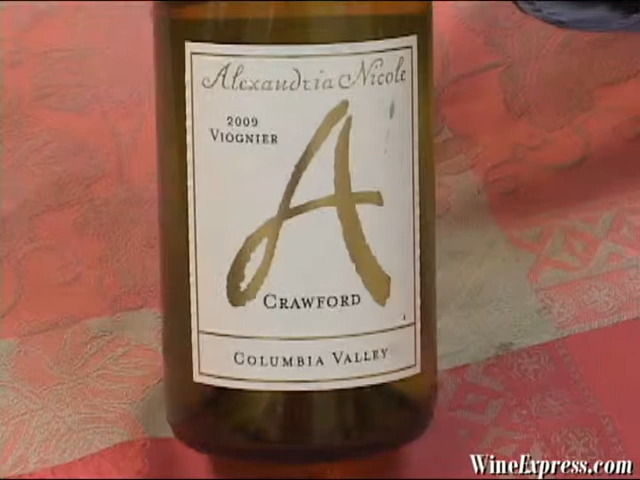 Alexandria Nicole
2009
VIOGNIER
A
CRAWFORD
COLUMBIA VALLEY
WineExpress.com